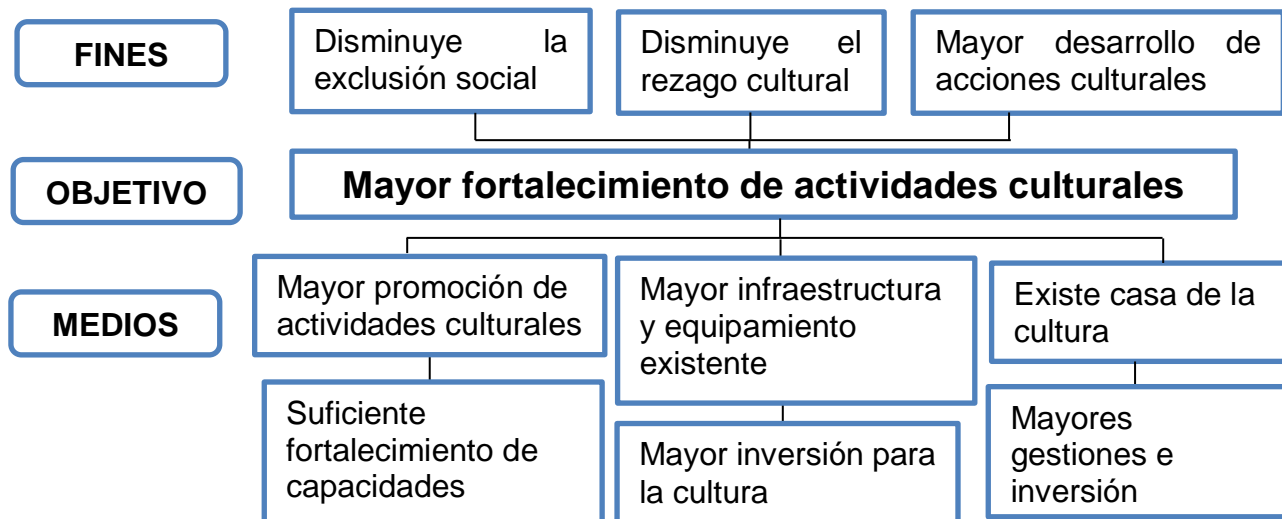 FINES
Disminuye la
exclusión social
Disminuye el
rezago cultural
Mayor desarrollo de
acciones culturales
OBJETIVO
Mayor fortalecimiento de actividades culturales
MEDIOS
Mayor promoción de
actividades culturales
Mayor infraestructura
y equipamiento
existente
Existe casa de la
cultura
Suficiente
fortalecimiento de
capacidades
Mayor inversión para
la cultura
Mayores
gestiones e
inversión